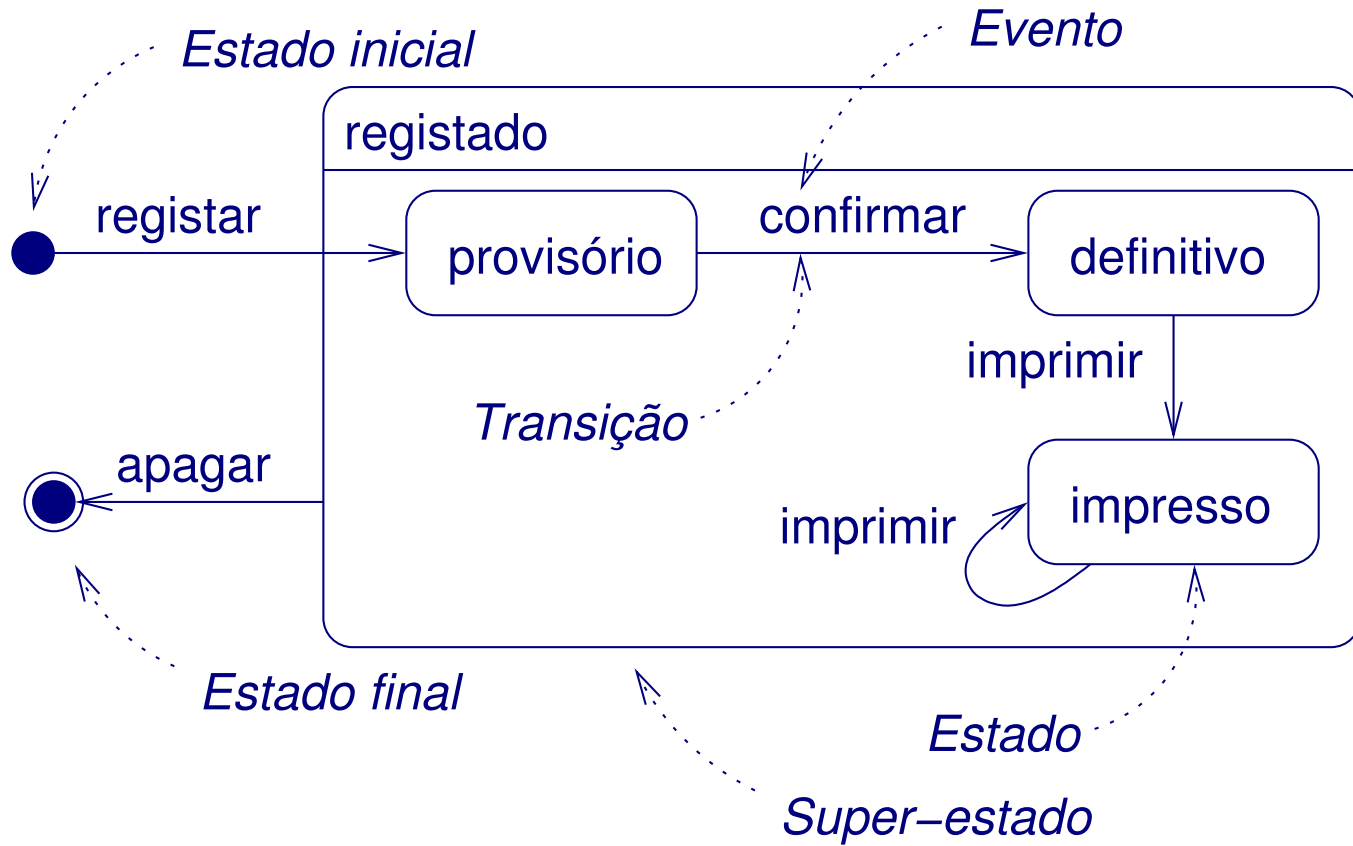 Evento
Estado inicial
registado
registar
confirmar
provisório
definitivo
imprimir
Transição
apagar
impresso
imprimir
Estado final
Estado
Super–estado